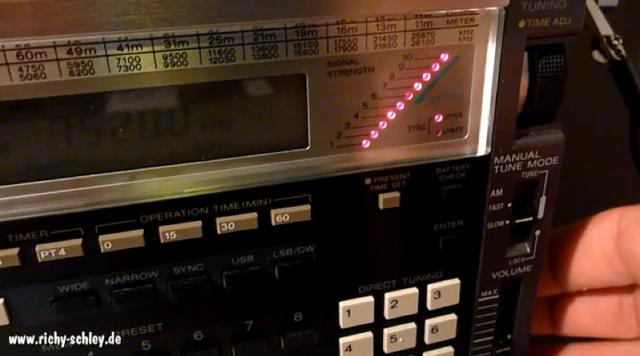 TUNING
TIME ADJ
60m 49m 41m 31m 25m 21m 19m 16m 13m 11m METER
4750 5950 7100 9500 11650 13600 15100 17550 21450 25670 kHz
5060 6200 7300 9900 12050 13800 15600 17900 21850 26100 kHz
SIGNAL
STRENGTH
10
9
8
7
6
5
4
3
2
1
SYNC
UPPER
LOWER
MANUAL
TUNE MODE
TUNE
AM
FAST
SLOW
LOCK
VOLUME
MAX
PRESENT
TIME SET
BATTERY
CHECK
ENTER
TIMER
OPERATION TIME (MIN)
PT4 0 15 30 60
WIDE NARROW SYNC USB LSB/CW
DIRECT TUNING
1 2 3
4 5 6
5 6 7 8
www.richy-schley.de